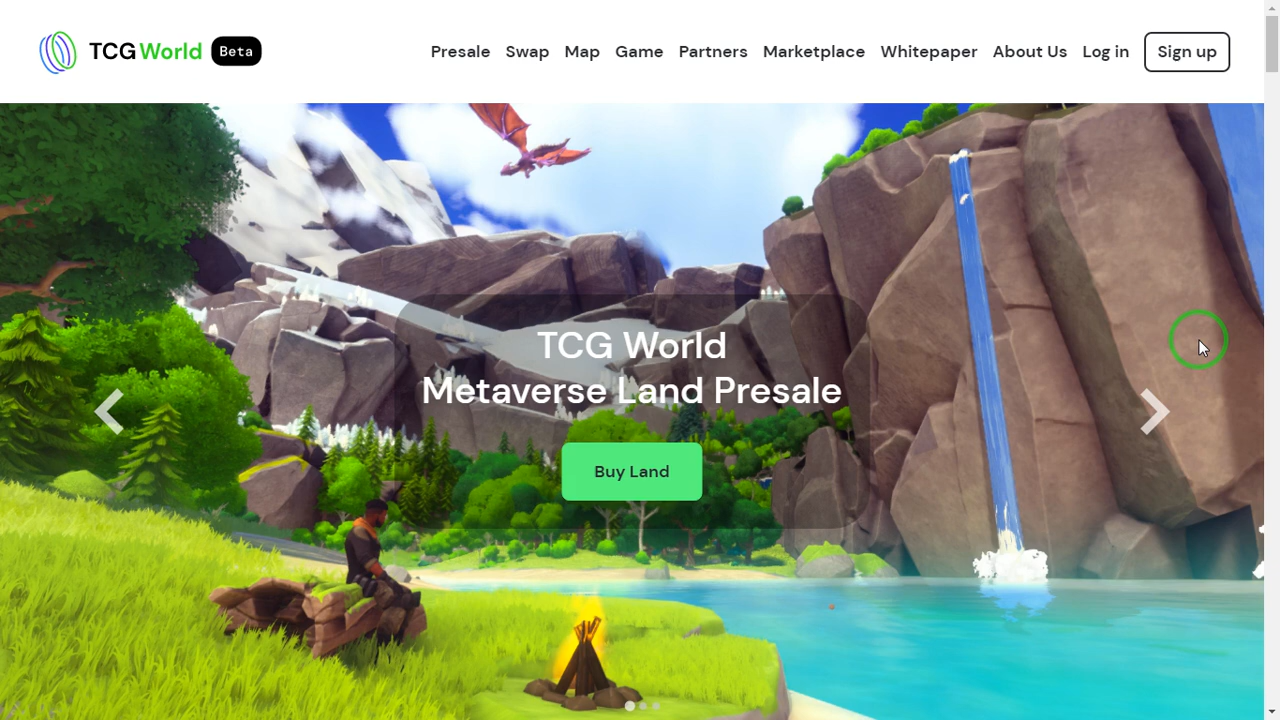 TCG World Beta
Presale Swap Map Game Partners Marketplace Whitepaper About Us Log in Sign up
TCG World
Metaverse Land Presale
Buy Land